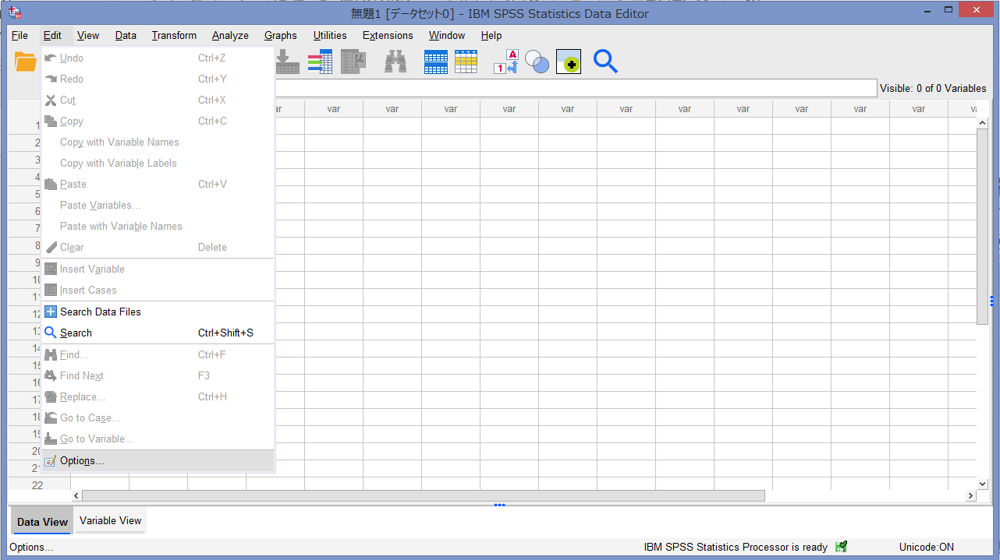 無題1 [データセット0] - IBM SPSS Statistics Data Editor
File Edit View Data Transform Analyze Graphs Utilities Extensions Window Help
Undo Ctrl+Z
Redo Ctrl+Y
Cut Ctrl+X
Copy Ctrl+C
Copy with Variable Names
Copy with Variable Labels
Paste Ctrl+V
Paste Variables...
Paste with Variable Names
Clear Delete
Insert Variable
Insert Cases
Search Data Files
Search Ctrl+Shift+S
Find... Ctrl+F
Find Next F3
Replace... Ctrl+H
Go to Case...
Go to Variable...
Options...
1 A
Visible: 0 of 0 Variables
var var var var var var var var var var var
1
2
3
4
5
6
7
8
9
10
11
12
13
14
15
16
17
18
19
20
21
22
Data View Variable View
Options... IBM SPSS Statistics Processor is ready Unicode:ON